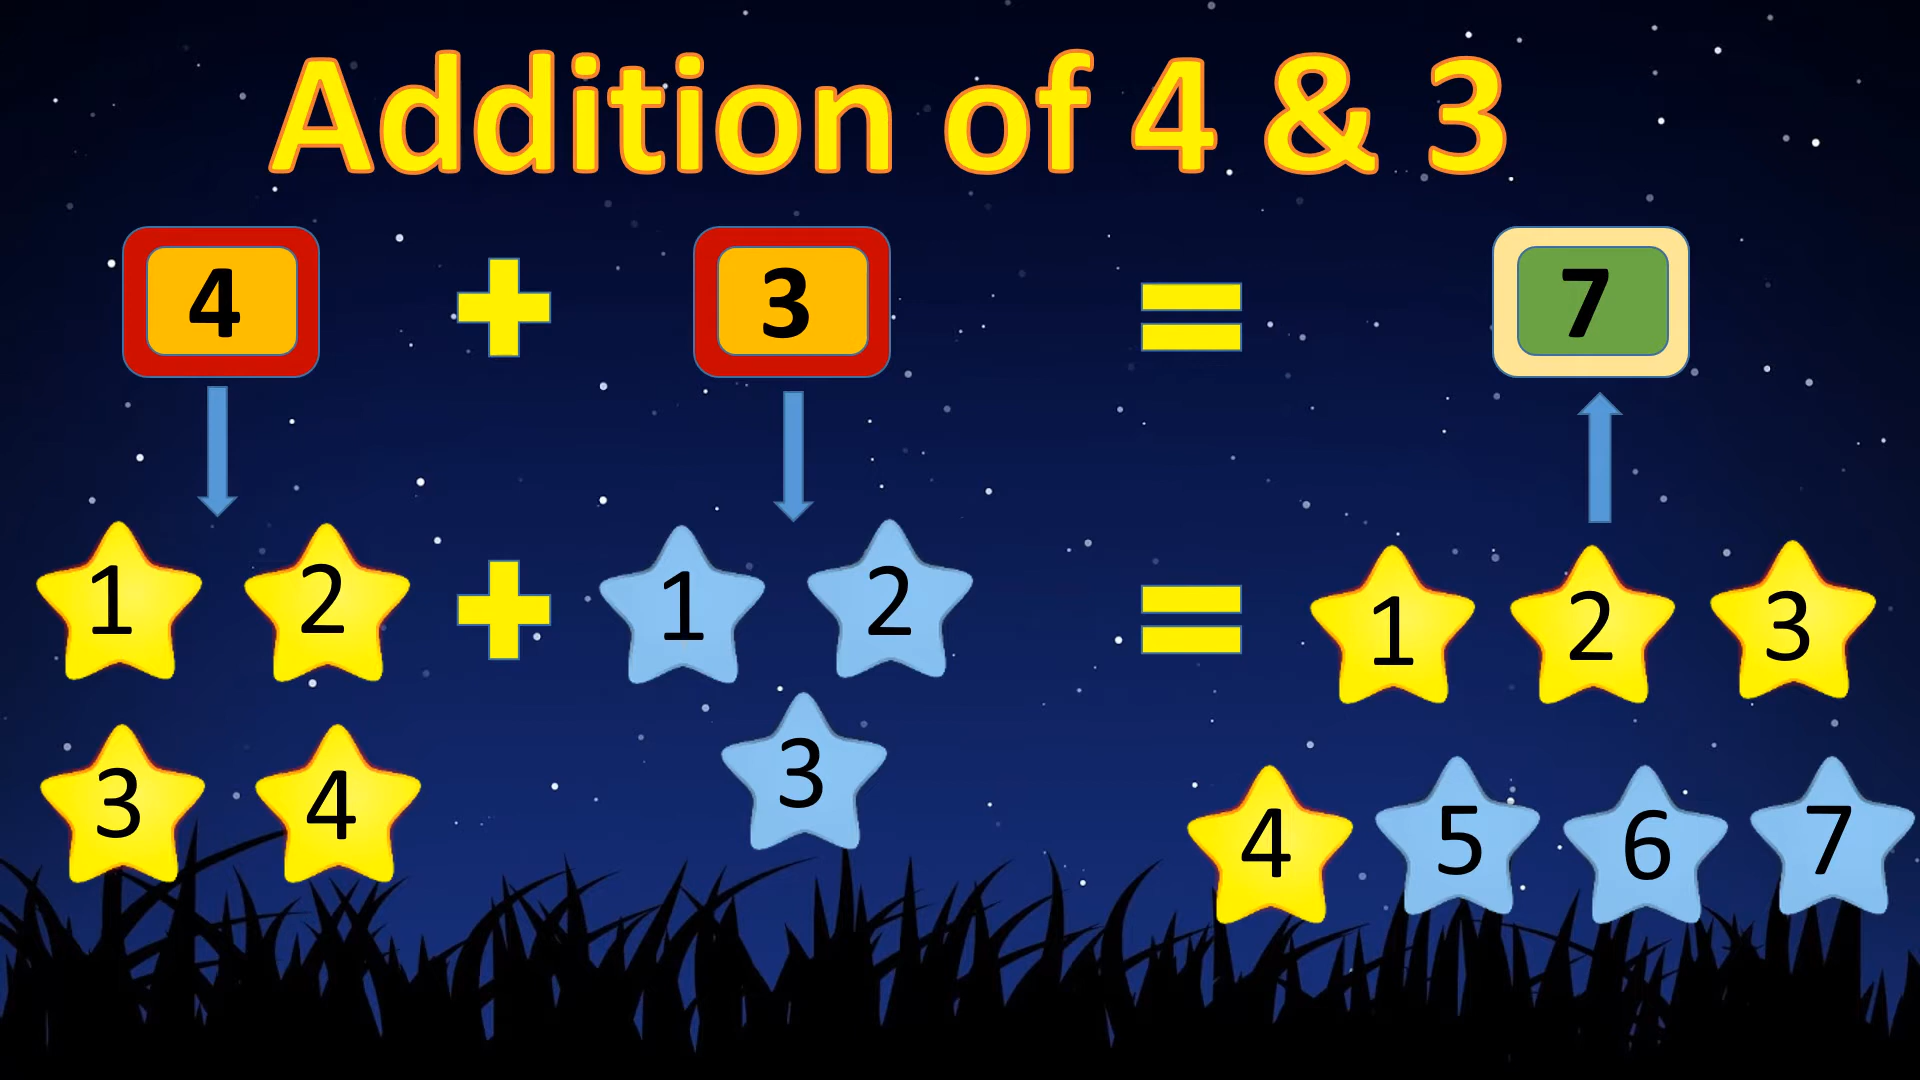 Addition of 4 & 3
4 + 3 = 7
1 2 + 1 2 = 1 2 3
3 4 3 4 5 6 7